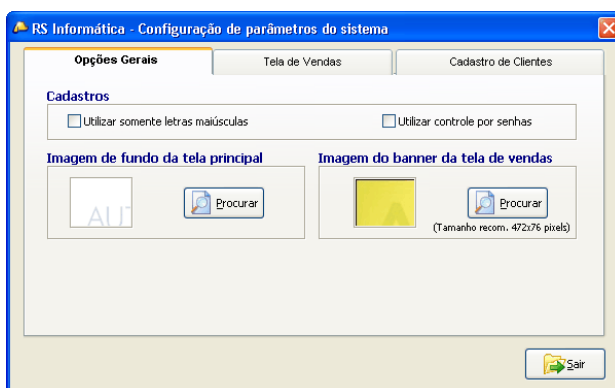 RS Informática - Configuração de parâmetros do sistema
Opções Gerais
Tela de Vendas
Cadastro de Clientes
Cadastros
Utilizar somente letras maiúsculas
Utilizar controle por senhas
Imagem de fundo da tela principal
Imagem do banner da tela de vendas
AUT
Procurar
A
Procurar
(Tamanho recom. 472x76 pixels)
Sair